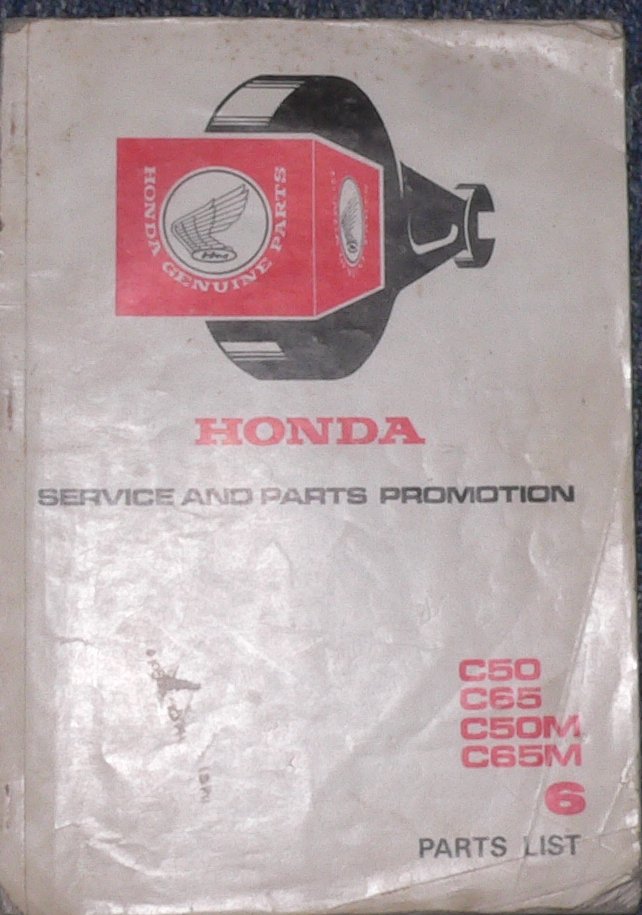 HONDA GENUINE PARTS
HONDA
SERVICE AND PARTS PROMOTION
C50
C65
C50M
C65M
6
PARTS LIST